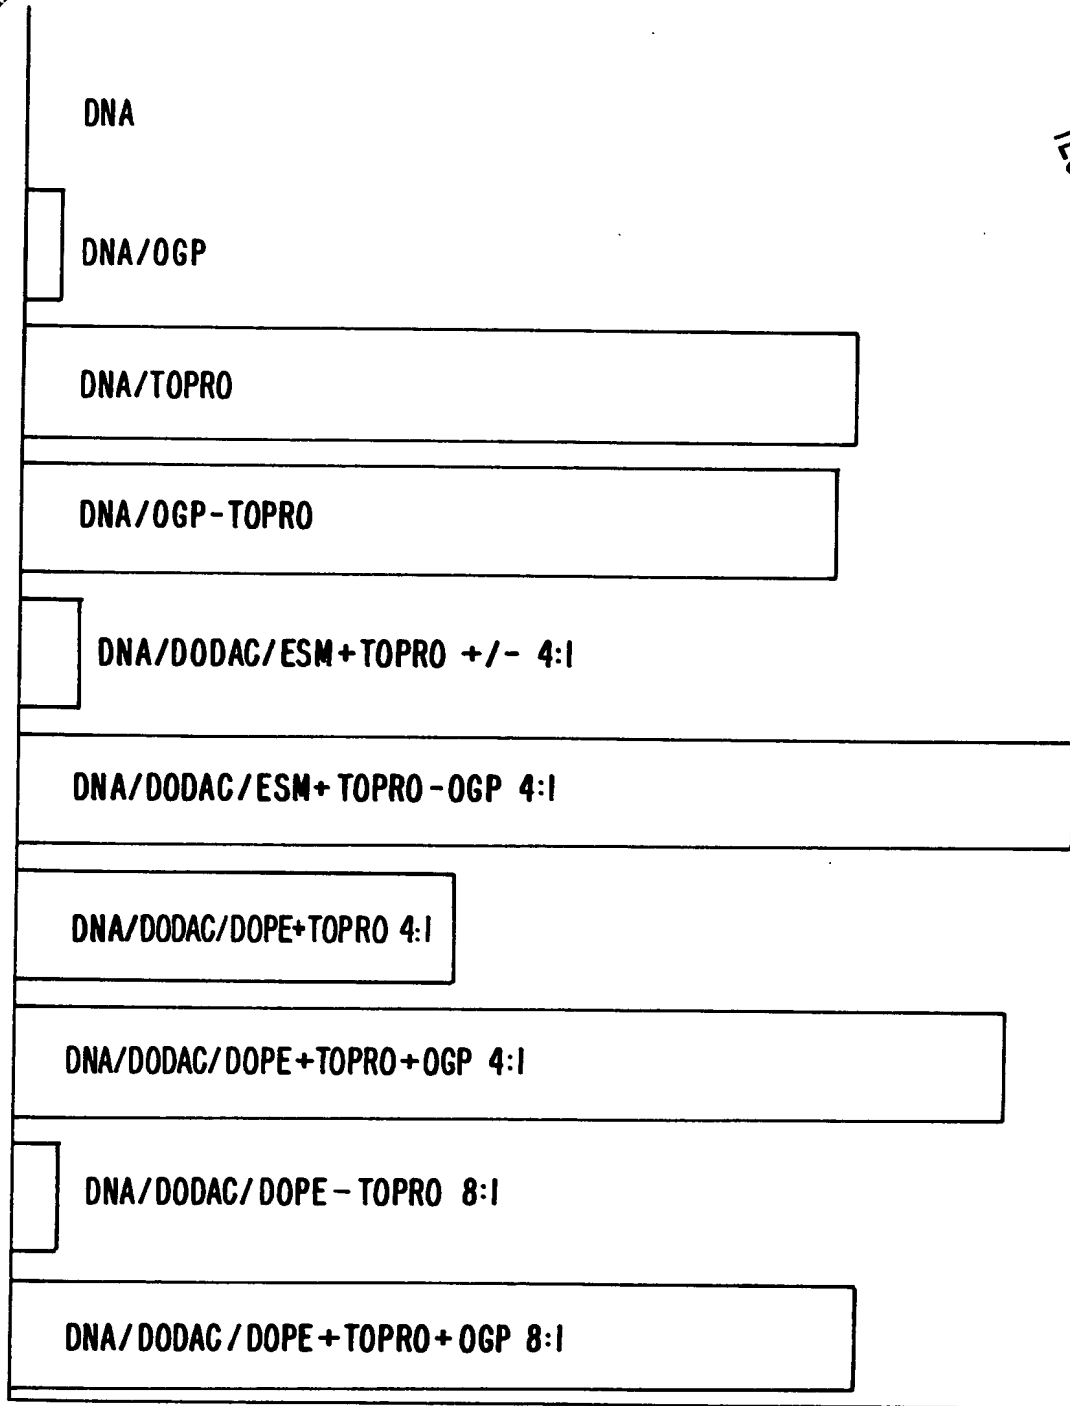 DNA
DNA/OGP
DNA/TOPRO
DNA/OGP-TOPRO
DNA/DODAC/ESM+TOPRO +/- 4:1
DNA/DODAC/ESM+TOPRO-OGP 4:1
DNA/DODAC/DOPE+TOPRO 4:1
DNA/DODAC/DOPE+TOPRO+OGP 4:1
DNA/DODAC/DOPE-TOPRO 8:1
DNA/DODAC/DOPE+TOPRO+OGP 8:1